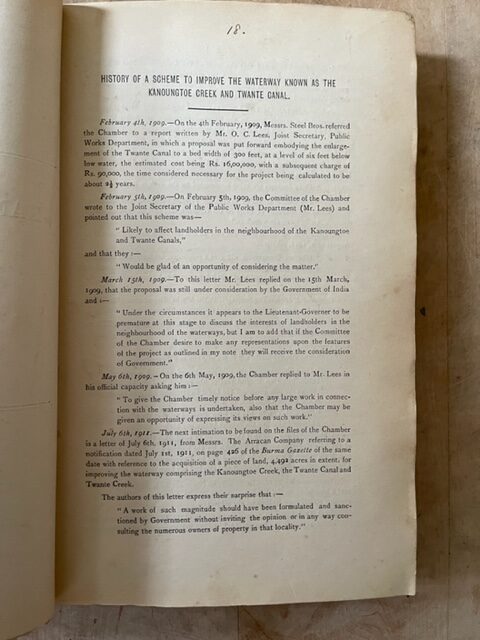 18.
HISTORY OF A SCHEME TO IMPROVE THE WATERWAY KNOWN AS THE
KANOUNGTOE CREEK AND TWANTE CANAL.
February 4th, 1909.—On the 4th February, 1909, Messrs. Steel Bros. referred
the Chamber to a report written by Mr. O. C. Lees, Joint Secretary, Public
Works Department, in which a proposal was put forward embodying the enlarge-
ment of the Twante Canal to a bed width of 300 feet, at a level of six feet below
low water, the estimated cost being Rs. 16,00,000, with a subsequent charge of
Rs. 90,000, the time considered necessary for the project being calculated to be
about 2½ years.
February 5th, 1909.—On February 5th, 1909, the Committee of the Chamber
wrote to the Joint Secretary of the Public Works Department (Mr. Lees) and
pointed out that this scheme was—
"Likely to affect landholders in the neighbourhood of the Kanoungtoe
and Twante Canals,"
and that they :—
"Would be glad of an opportunity of considering the matter."
March 15th, 1909.—To this letter Mr. Lees replied on the 15th March,
1909, that the proposal was still under consideration by the Government of India
and :—
"Under the circumstances it appears to the Lieutenant-Governer to be
premature at this stage to discuss the interests of landholders in the
neighbourhood of the waterways, but I am to add that if the Committee
of the Chamber desire to make any representations upon the features
of the project as outlined in my note they will receive the consideration
of Government."
May 6th, 1909.—On the 6th May, 1909, the Chamber replied to Mr. Lees in
his official capacity asking him :—
"To give the Chamber timely notice before any large work in connec-
tion with the waterways is undertaken, also that the Chamber may be
given an opportunity of expressing its views on such work."
July 6th, 1911.—The next intimation to be found on the files of the Chamber
is a letter of July 6th, 1911, from Messrs. The Arracan Company referring to a
notification dated July 1st, 1911, on page 426 of the Burma Gazette of the same
date with reference to the acquisition of a piece of land, 4,492 acres in extent, for
improving the waterway comprising the Kanoungtoe Creek, the Twante Canal and
Twante Creek.
The authors of this letter express their surprise that :—
"A work of such magnitude should have been formulated and sanc-
tioned by Government without inviting the opinion or in any way con-
sulting the numerous owners of property in that locality."